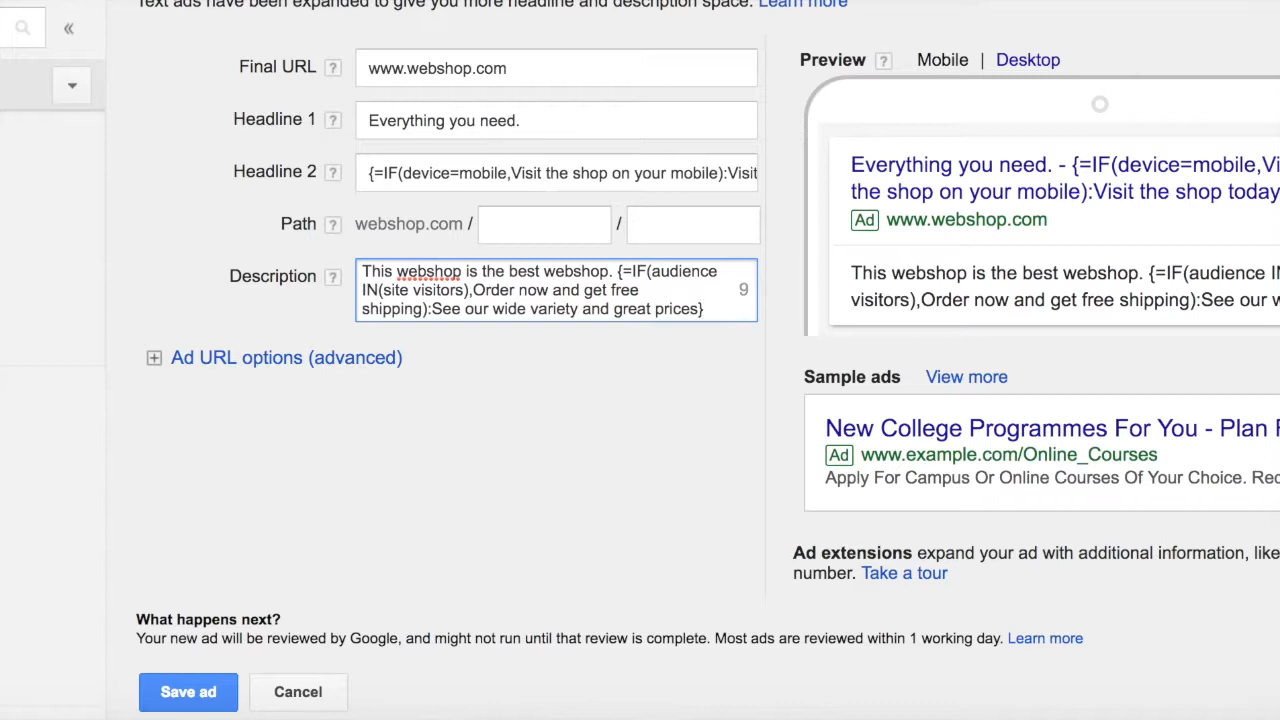 Text ads have been expanded to give you more headline and description space. Learn more
Final URL ? www.webshop.com
Headline 1 ? Everything you need.
Headline 2 ? {=IF(device=mobile,Visit the shop on your mobile):Visit
Path ? webshop.com / /
Description ? This webshop is the best webshop. {=IF(audience
IN(site visitors),Order now and get free
shipping):See our wide variety and great prices}
9
Ad URL options (advanced)
Preview ? Mobile | Desktop
Everything you need. - {=IF(device=mobile,Vi
the shop on your mobile):Visit the shop today
Ad www.webshop.com
This webshop is the best webshop. {=IF(audience I
visitors),Order now and get free shipping):See our w
Sample ads View more
New College Programmes For You - Plan
Ad www.example.com/Online_Courses
Apply For Campus Or Online Courses Of Your Choice. Rec
Ad extensions expand your ad with additional information, like
number. Take a tour
What happens next?
Your new ad will be reviewed by Google, and might not run until that review is complete. Most ads are reviewed within 1 working day. Learn more
Save ad Cancel